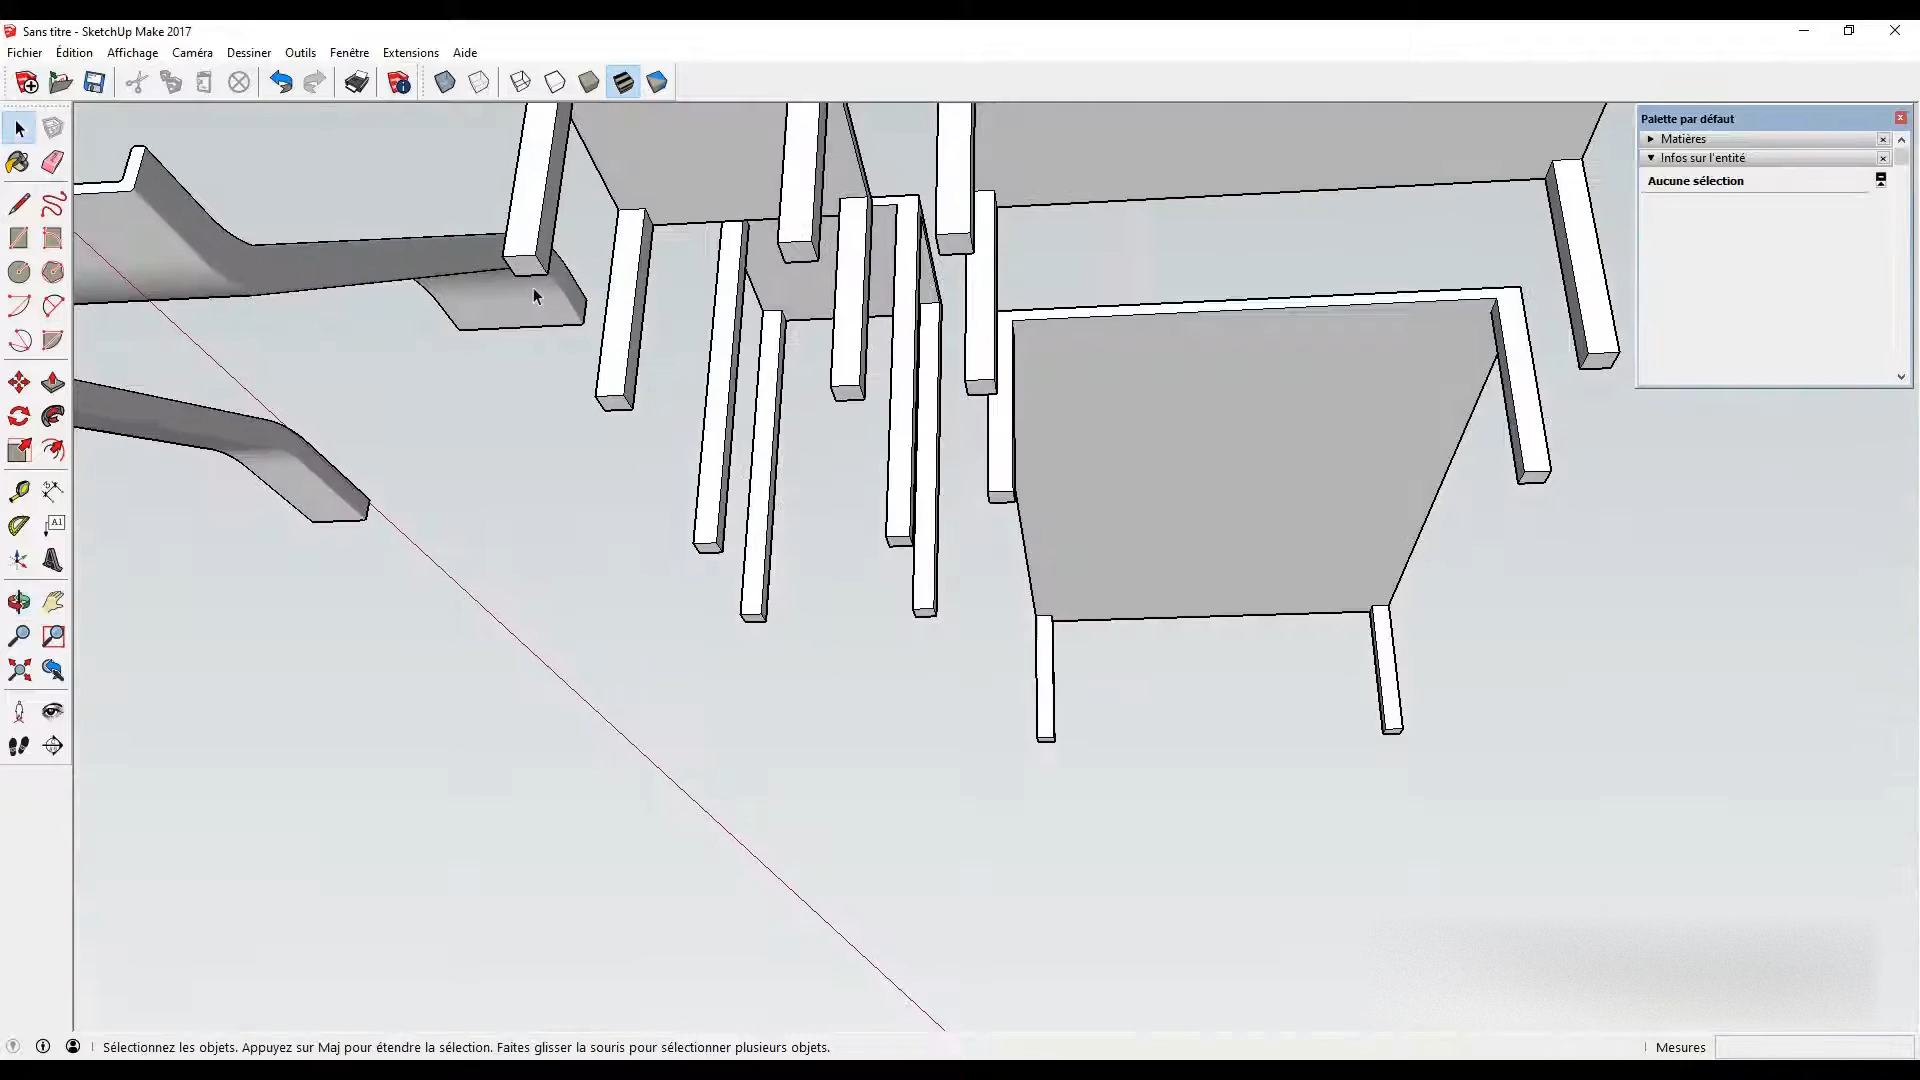 Sans titre - SketchUp Make 2017
Fichier Édition Affichage Caméra Dessiner Outils Fenêtre Extensions Aide
Palette par défaut
Matières
Infos sur l'entité
Aucune sélection
A1
Sélectionnez les objets. Appuyez sur Maj pour étendre la sélection. Faites glisser la souris pour sélectionner plusieurs objets.
Mesures